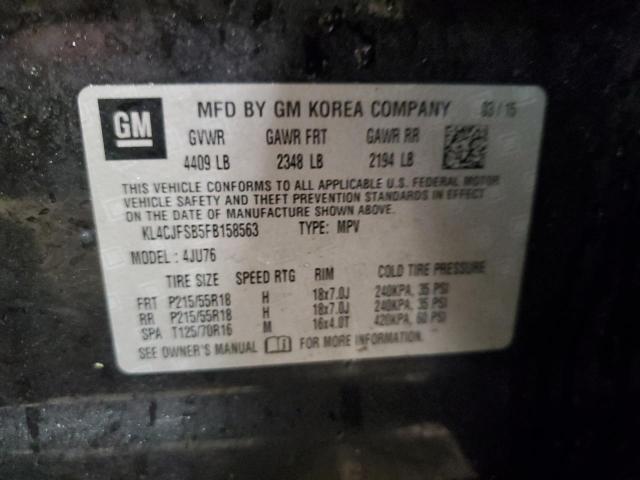 GM MFD BY GM KOREA COMPANY 03/15
GVWR GAWR FRT GAWR RR
4409 LB 2348 LB 2194 LB
THIS VEHICLE CONFORMS TO ALL APPLICABLE U.S. FEDERAL MOTOR
VEHICLE SAFETY AND THEFT PREVENTION STANDARDS IN EFFECT
ON THE DATE OF MANUFACTURE SHOWN ABOVE.
KL4CJFSB5FB158563 TYPE: MPV
MODEL : 4JU76
TIRE SIZE SPEED RTG RIM COLD TIRE PRESSURE
FRT P215/55R18 H 18x7.0J 240KPA, 35 PSI
RR P215/55R18 H 18x7.0J 240KPA, 35 PSI
SPA T125/70R16 M 16x4.0T 420KPA, 60 PSI
SEE OWNER'S MANUAL FOR MORE INFORMATION.